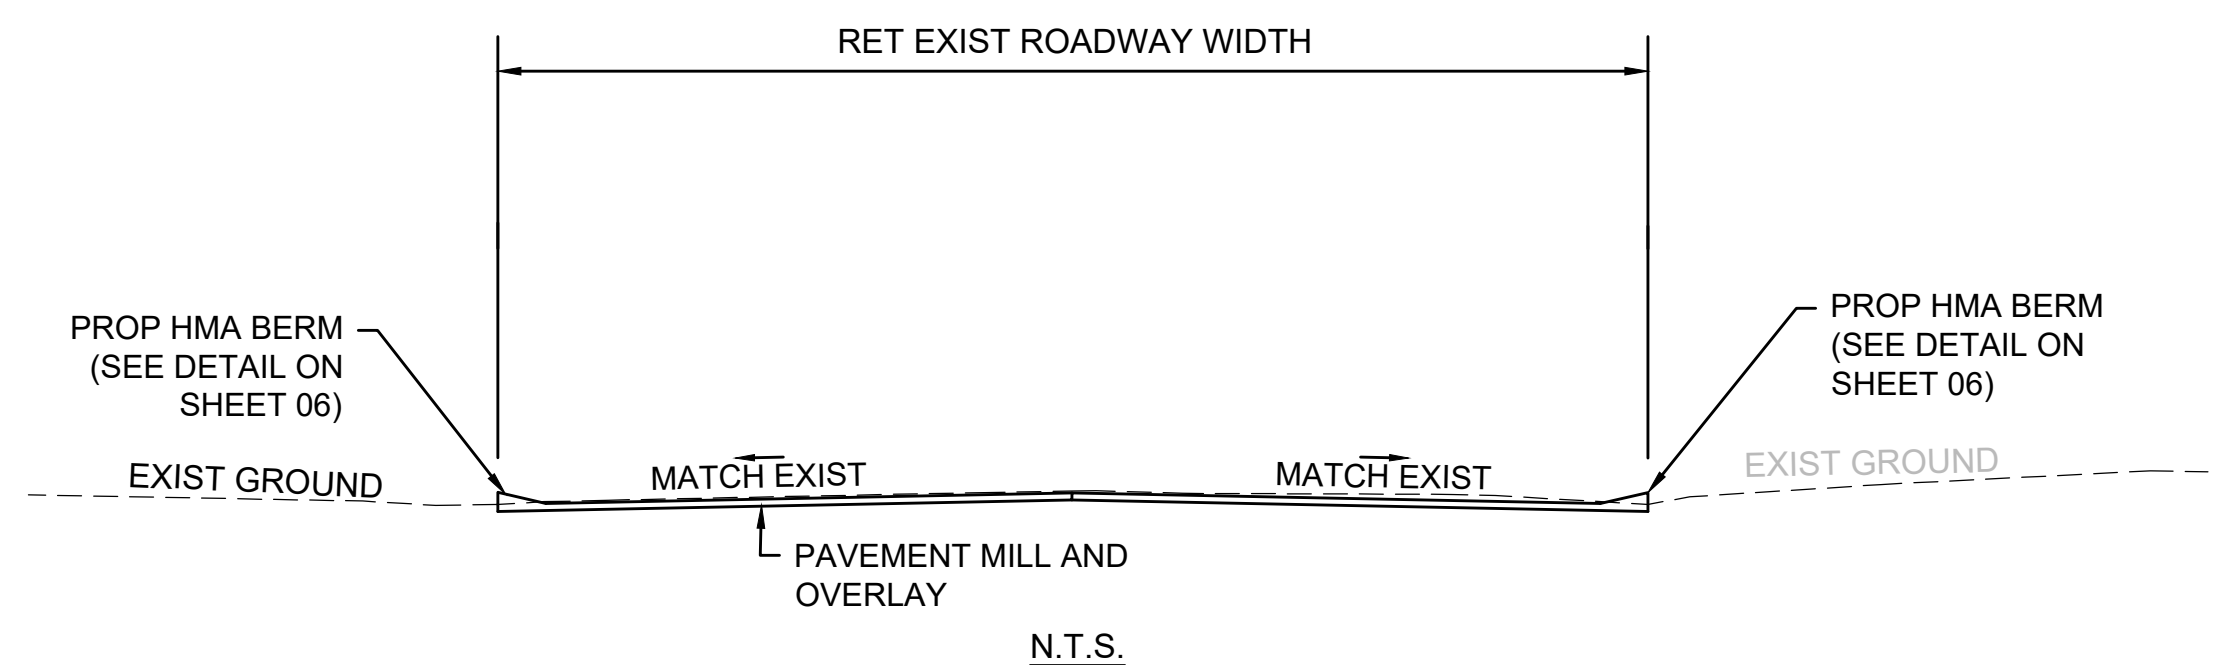 RET EXIST ROADWAY WIDTH
PROP HMA BERM
(SEE DETAIL ON
SHEET 06)
PROP HMA BERM
(SEE DETAIL ON
SHEET 06)
EXIST GROUND
MATCH EXIST
MATCH EXIST
EXIST GROUND
PAVEMENT MILL AND
OVERLAY
N.T.S.